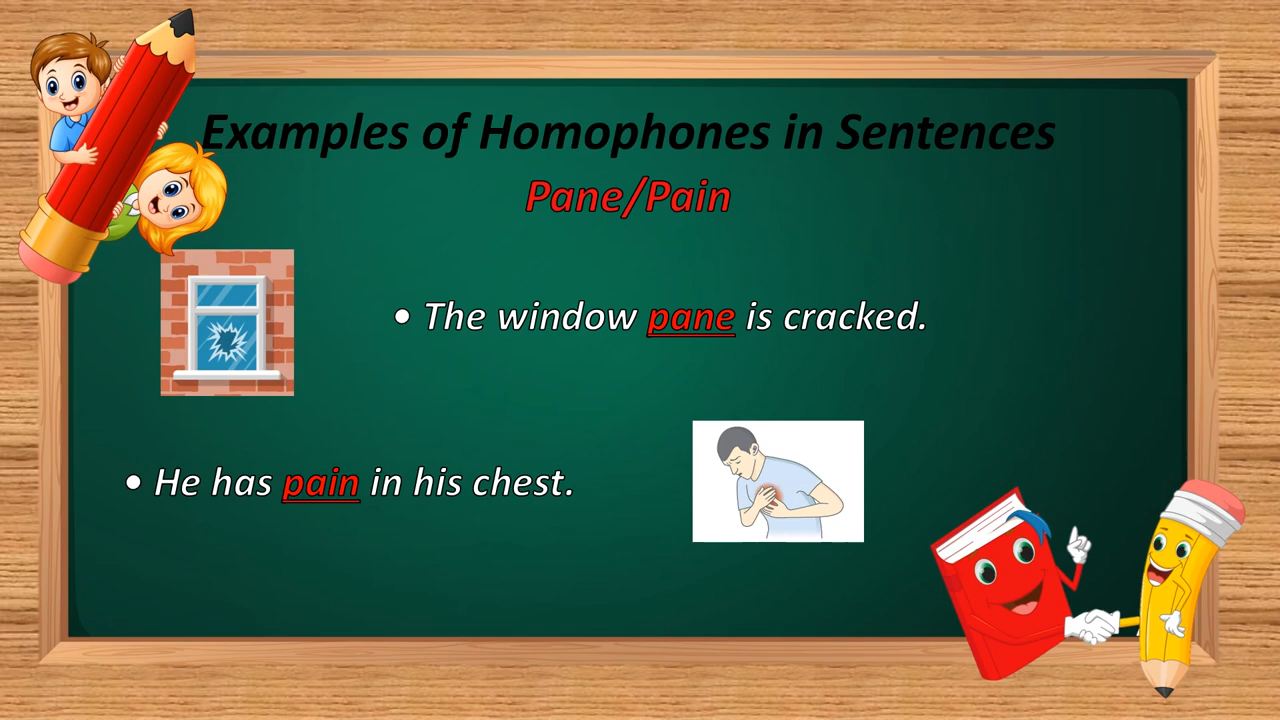 Examples of Homophones in Sentences
Pane/Pain
• The window pane is cracked.
• He has pain in his chest.